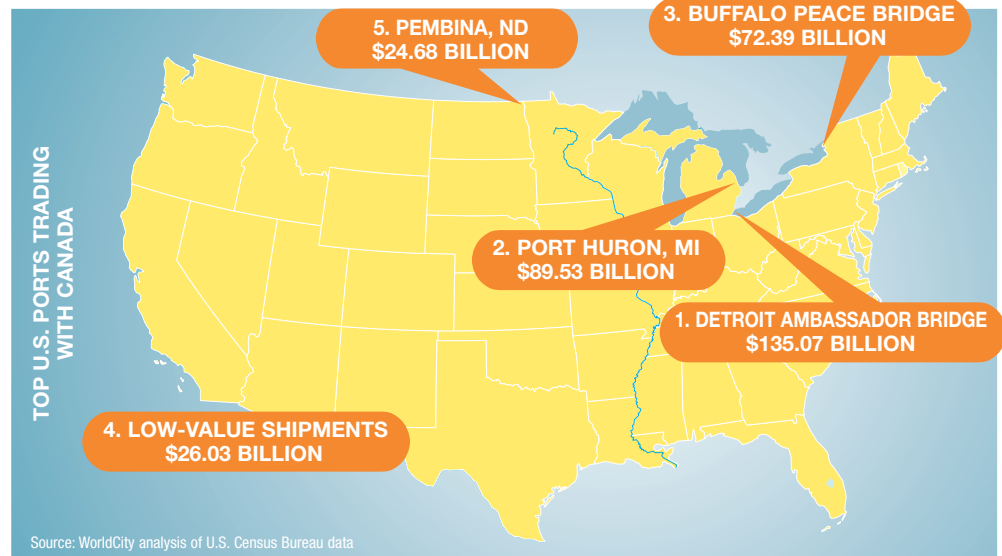 TOP U.S. PORTS TRADING
WITH CANADA
5. PEMBINA, ND
$24.68 BILLION
3. BUFFALO PEACE BRIDGE
$72.39 BILLION
2. PORT HURON, MI
$89.53 BILLION
1. DETROIT AMBASSADOR BRIDGE
$135.07 BILLION
4. LOW-VALUE SHIPMENTS
$26.03 BILLION
Source: WorldCity analysis of U.S. Census Bureau data